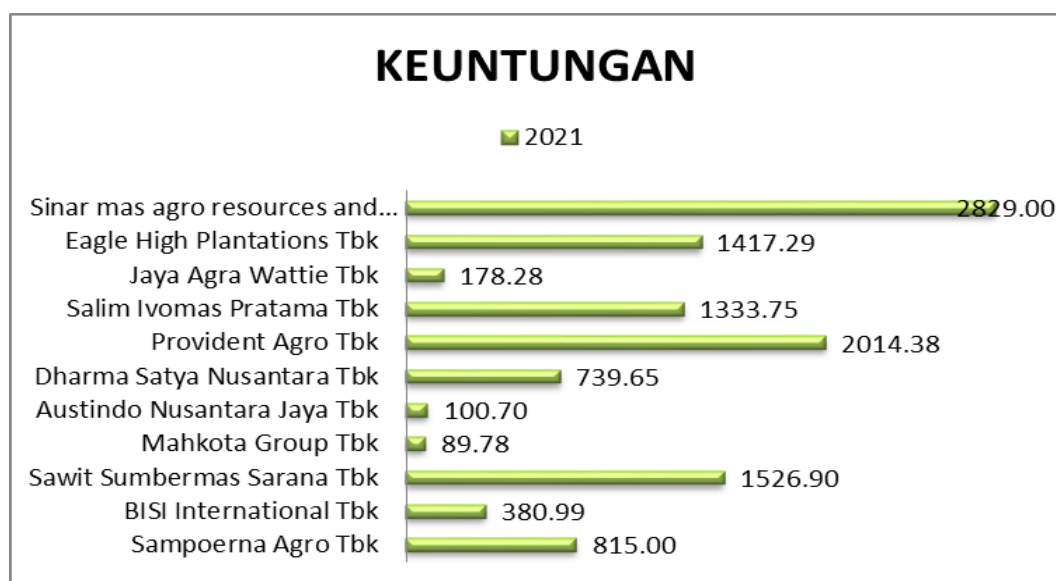 KEUNTUNGAN
2021
Sinar mas agro resources and... 2829.00
Eagle High Plantations Tbk 1417.29
Jaya Agra Wattie Tbk 178.28
Salim Ivomas Pratama Tbk 1333.75
Provident Agro Tbk 2014.38
Dharma Satya Nusantara Tbk 739.65
Austindo Nusantara Jaya Tbk 100.70
Mahkota Group Tbk 89.78
Sawit Sumbermas Sarana Tbk 1526.90
BISI International Tbk 380.99
Sampoerna Agro Tbk 815.00